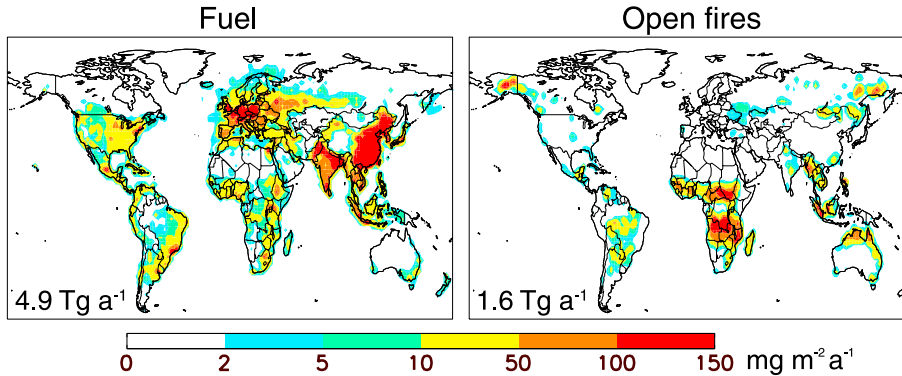 Fuel Open fires
4.9 Tg a⁻¹ 1.6 Tg a⁻¹
0 2 5 10 50 100 150 mg m⁻² a⁻¹